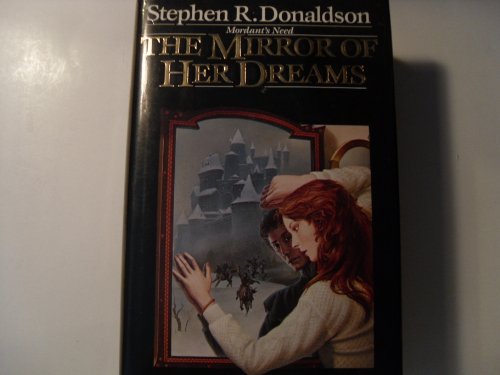 Stephen R. Donaldson
Mordant's Need
THE MIRROR OF
HER DREAMS